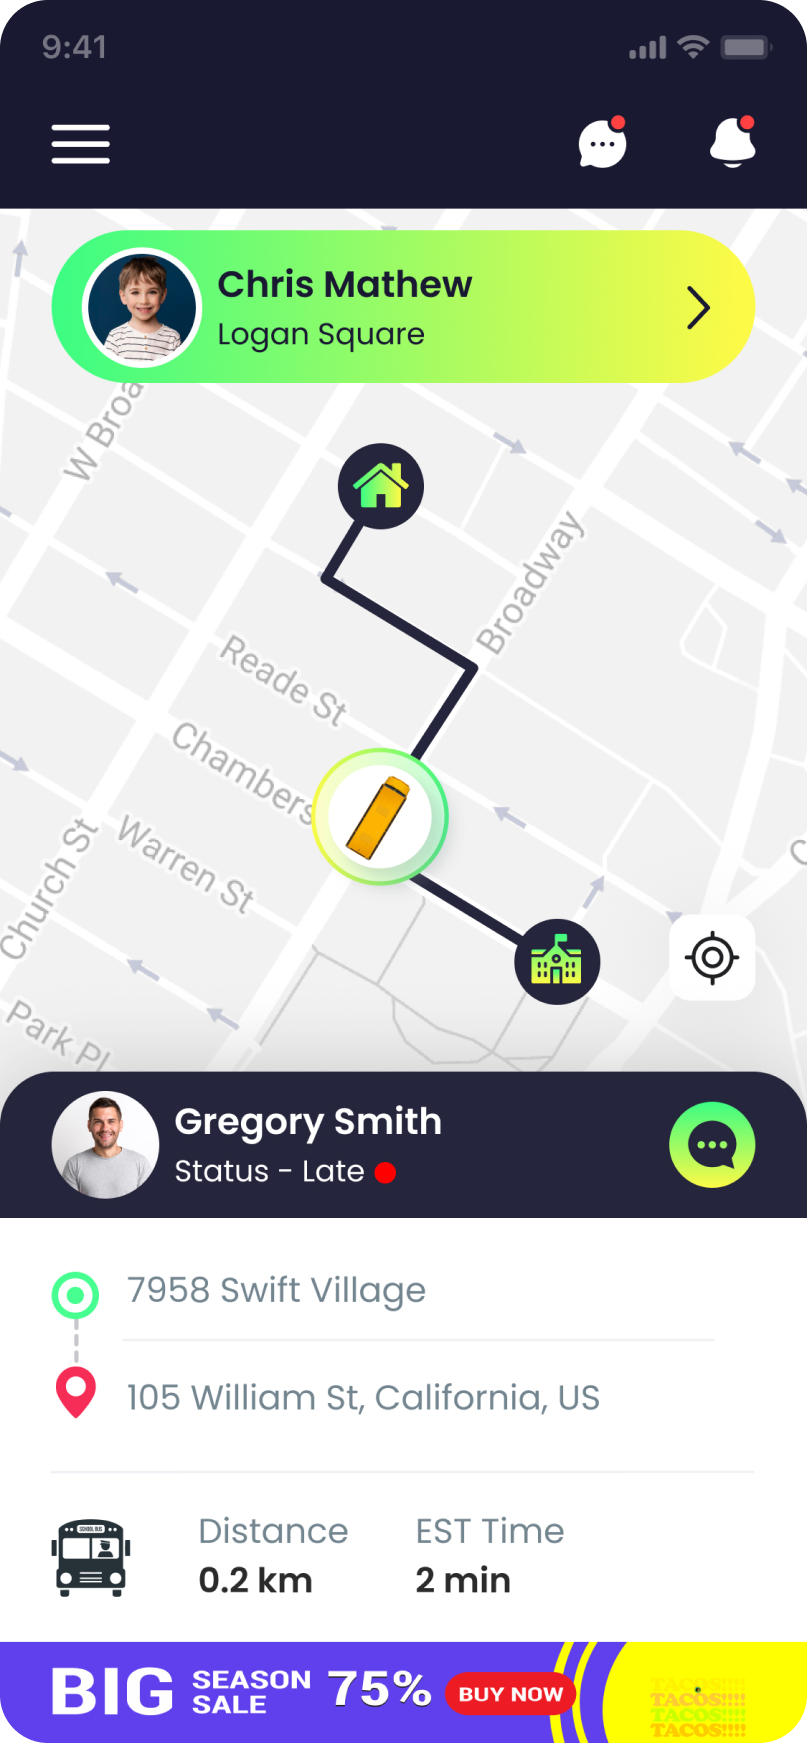 9:41
Chris Mathew
Logan Square
W Broa
Broadway
Reade St
Chambers
Warren St
Church St
C
Park Pl
Gregory Smith
Status - Late
7958 Swift Village
105 William St, California, US
SCHOOL BUS
Distance
EST Time
0.2 km
2 min
BIG
SEASON
SALE
75%
BUY NOW
TACOS!!!!
TACOS!!!!
TACOS!!!!
TACOS!!!!